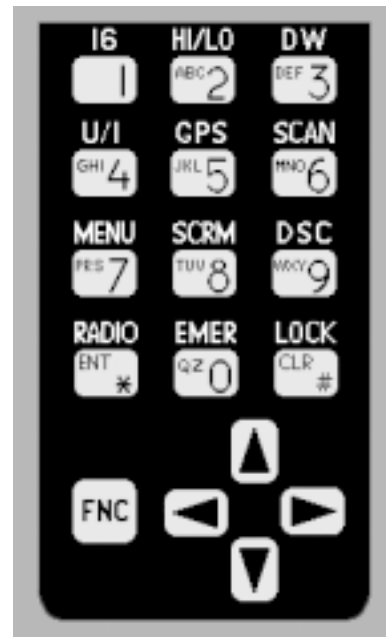 16 HI/LO DW
1 ABC 2 DEF 3
U/I GPS SCAN
GHI 4 JKL 5 MNO 6
MENU SCRM DSC
PRS 7 TUV 8 WXY 9
RADIO EMER LOCK
ENT * QZ 0 CLR #
FNC